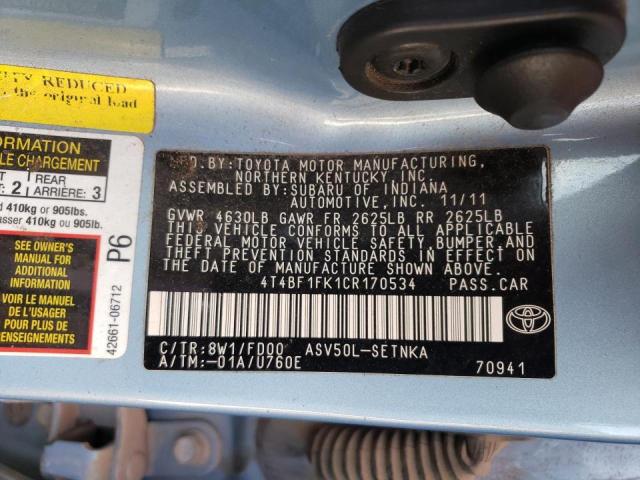 ITY REDUCED
the original load
NFORMATION
LE CHARGEMENT
T 2
REAR
ARRIÈRE 3
d 410kg or 905lbs.
asser 410kg ou 905lb.
SEE OWNER'S
MANUAL FOR
ADDITIONAL
INFORMATION
VOIR LE MANUEL
DE L'USAGER
POUR PLUS DE
RENSEIGNEMENTS
P6
42661-06712
MFD.BY:TOYOTA MOTOR MANUFACTURING,
NORTHERN KENTUCKY, INC.
ASSEMBLED BY:SUBARU OF INDIANA
AUTOMOTIVE,INC. 11/11
GVWR 4630LB GAWR FR 2625LB RR 2625LB
THIS VEHICLE CONFORMS TO ALL APPLICABLE
FEDERAL MOTOR VEHICLE SAFETY,BUMPER,AND
THEFT PREVENTION STANDARDS IN EFFECT ON
THE DATE OF MANUFACTURE SHOWN ABOVE.
4T4BF1FK1CR170534 PASS.CAR
C/TR:8W1/FD00 ASV50L-SETNKA
A/TM:-01A/U760E 70941